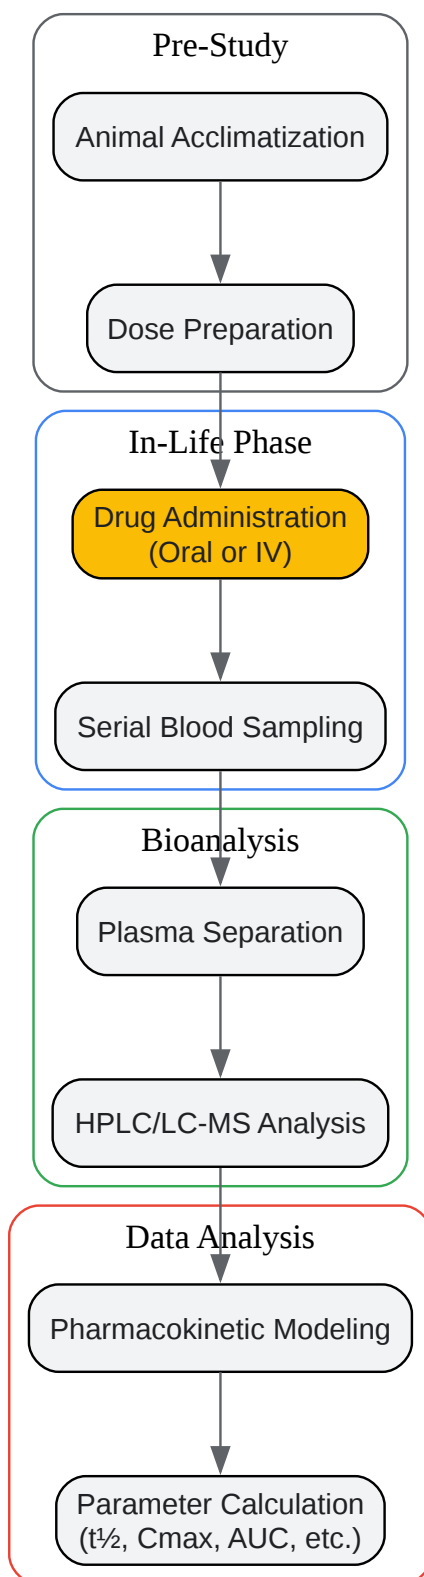 Pre-Study
Animal Acclimatization
Dose Preparation
In-Life Phase
Drug Administration
(Oral or IV)
Serial Blood Sampling
Bioanalysis
Plasma Separation
HPLC/LC-MS Analysis
Data Analysis
Pharmacokinetic Modeling
Parameter Calculation
(t½, Cmax, AUC, etc.)